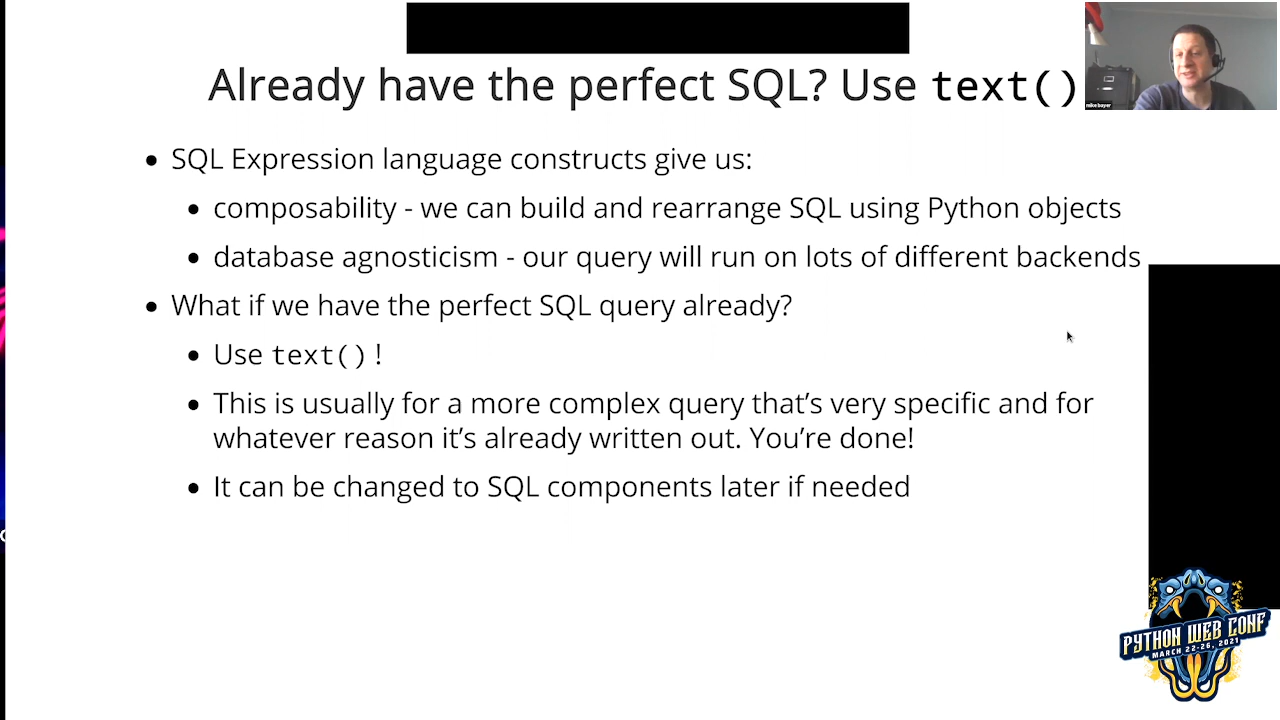 Already have the perfect SQL? Use text()
mike bayer
SQL Expression language constructs give us:
composability - we can build and rearrange SQL using Python objects
database agnosticism - our query will run on lots of different backends
What if we have the perfect SQL query already?
Use text()!
This is usually for a more complex query that’s very specific and for
whatever reason it’s already written out. You’re done!
It can be changed to SQL components later if needed
PYTHON WEB CONF
MARCH 22-26, 2021